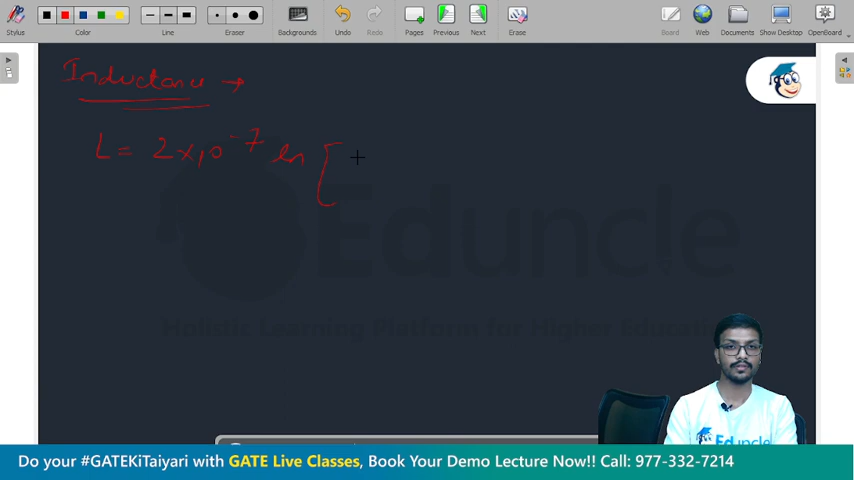 Stylus
Color
Line
Eraser
Backgrounds
Undo
Redo
Pages
Previous
Next
Erase
Board
Web
Documents
Show Desktop
OpenBoard
Inductance →
L = 2×10⁻⁷ ln [
Eduncle
Holistic Learning Platform for Higher Educat
Eduncle
Do your #GATEKiTaiyari with GATE Live Classes, Book Your Demo Lecture Now!! Call: 977-332-7214